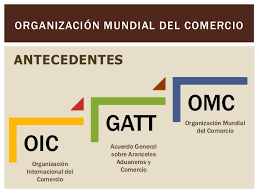 ORGANIZACIÓN MUNDIAL DEL COMERCIO
ANTECEDENTES
OIC
Organización
Internacional del
Comercio
GATT
Acuerdo General
sobre Aranceles
Aduaneros y
Comercio
OMC
Organización Mundial
del Comercio